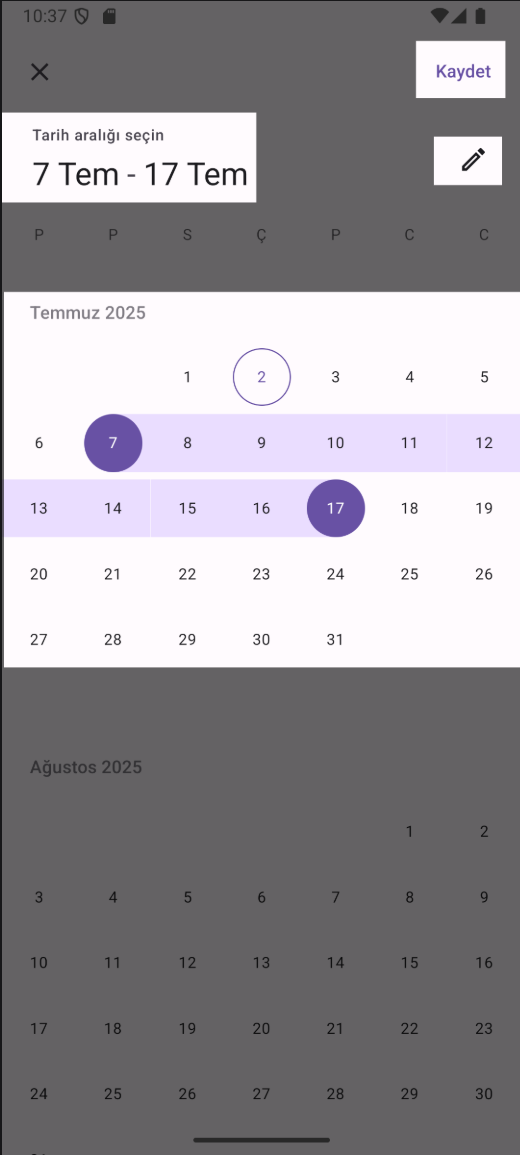 10:37
Kaydet
Tarih aralığı seçin
7 Tem - 17 Tem
P P S Ç P C C
Temmuz 2025
1 2 3 4 5
6 7 8 9 10 11 12
13 14 15 16 17 18 19
20 21 22 23 24 25 26
27 28 29 30 31
Ağustos 2025
1 2
3 4 5 6 7 8 9
10 11 12 13 14 15 16
17 18 19 20 21 22 23
24 25 26 27 28 29 30